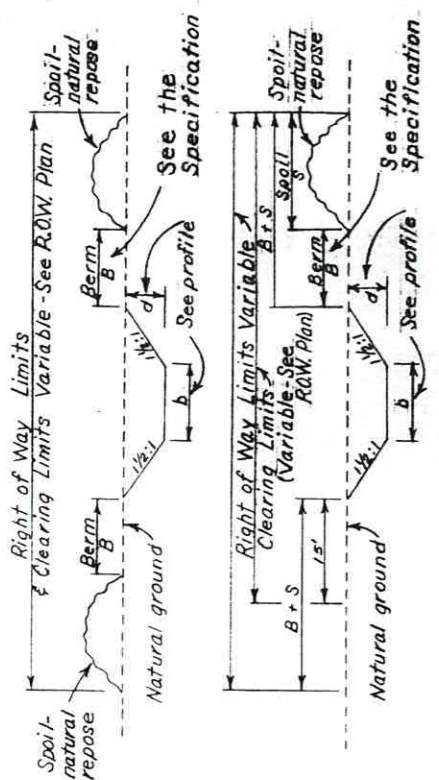 Right of Way Limits
& Clearing Limits Variable-See R.O.W. Plan
Spoil-
natural
repose
Berm
B
Berm
B
Spoil-
natural
repose
See the
Specification
d
1½:1
1½:1
b
See profile
Natural ground
Right of Way Limits Variable
Clearing Limits
(Variable-See
R.O.W. Plan
B + S
Spoil
S
Spoil-
natural
repose
Berm
B
See the
Specification
d
1½:1
1½:1
b
See profile
15'
B + S
Natural ground